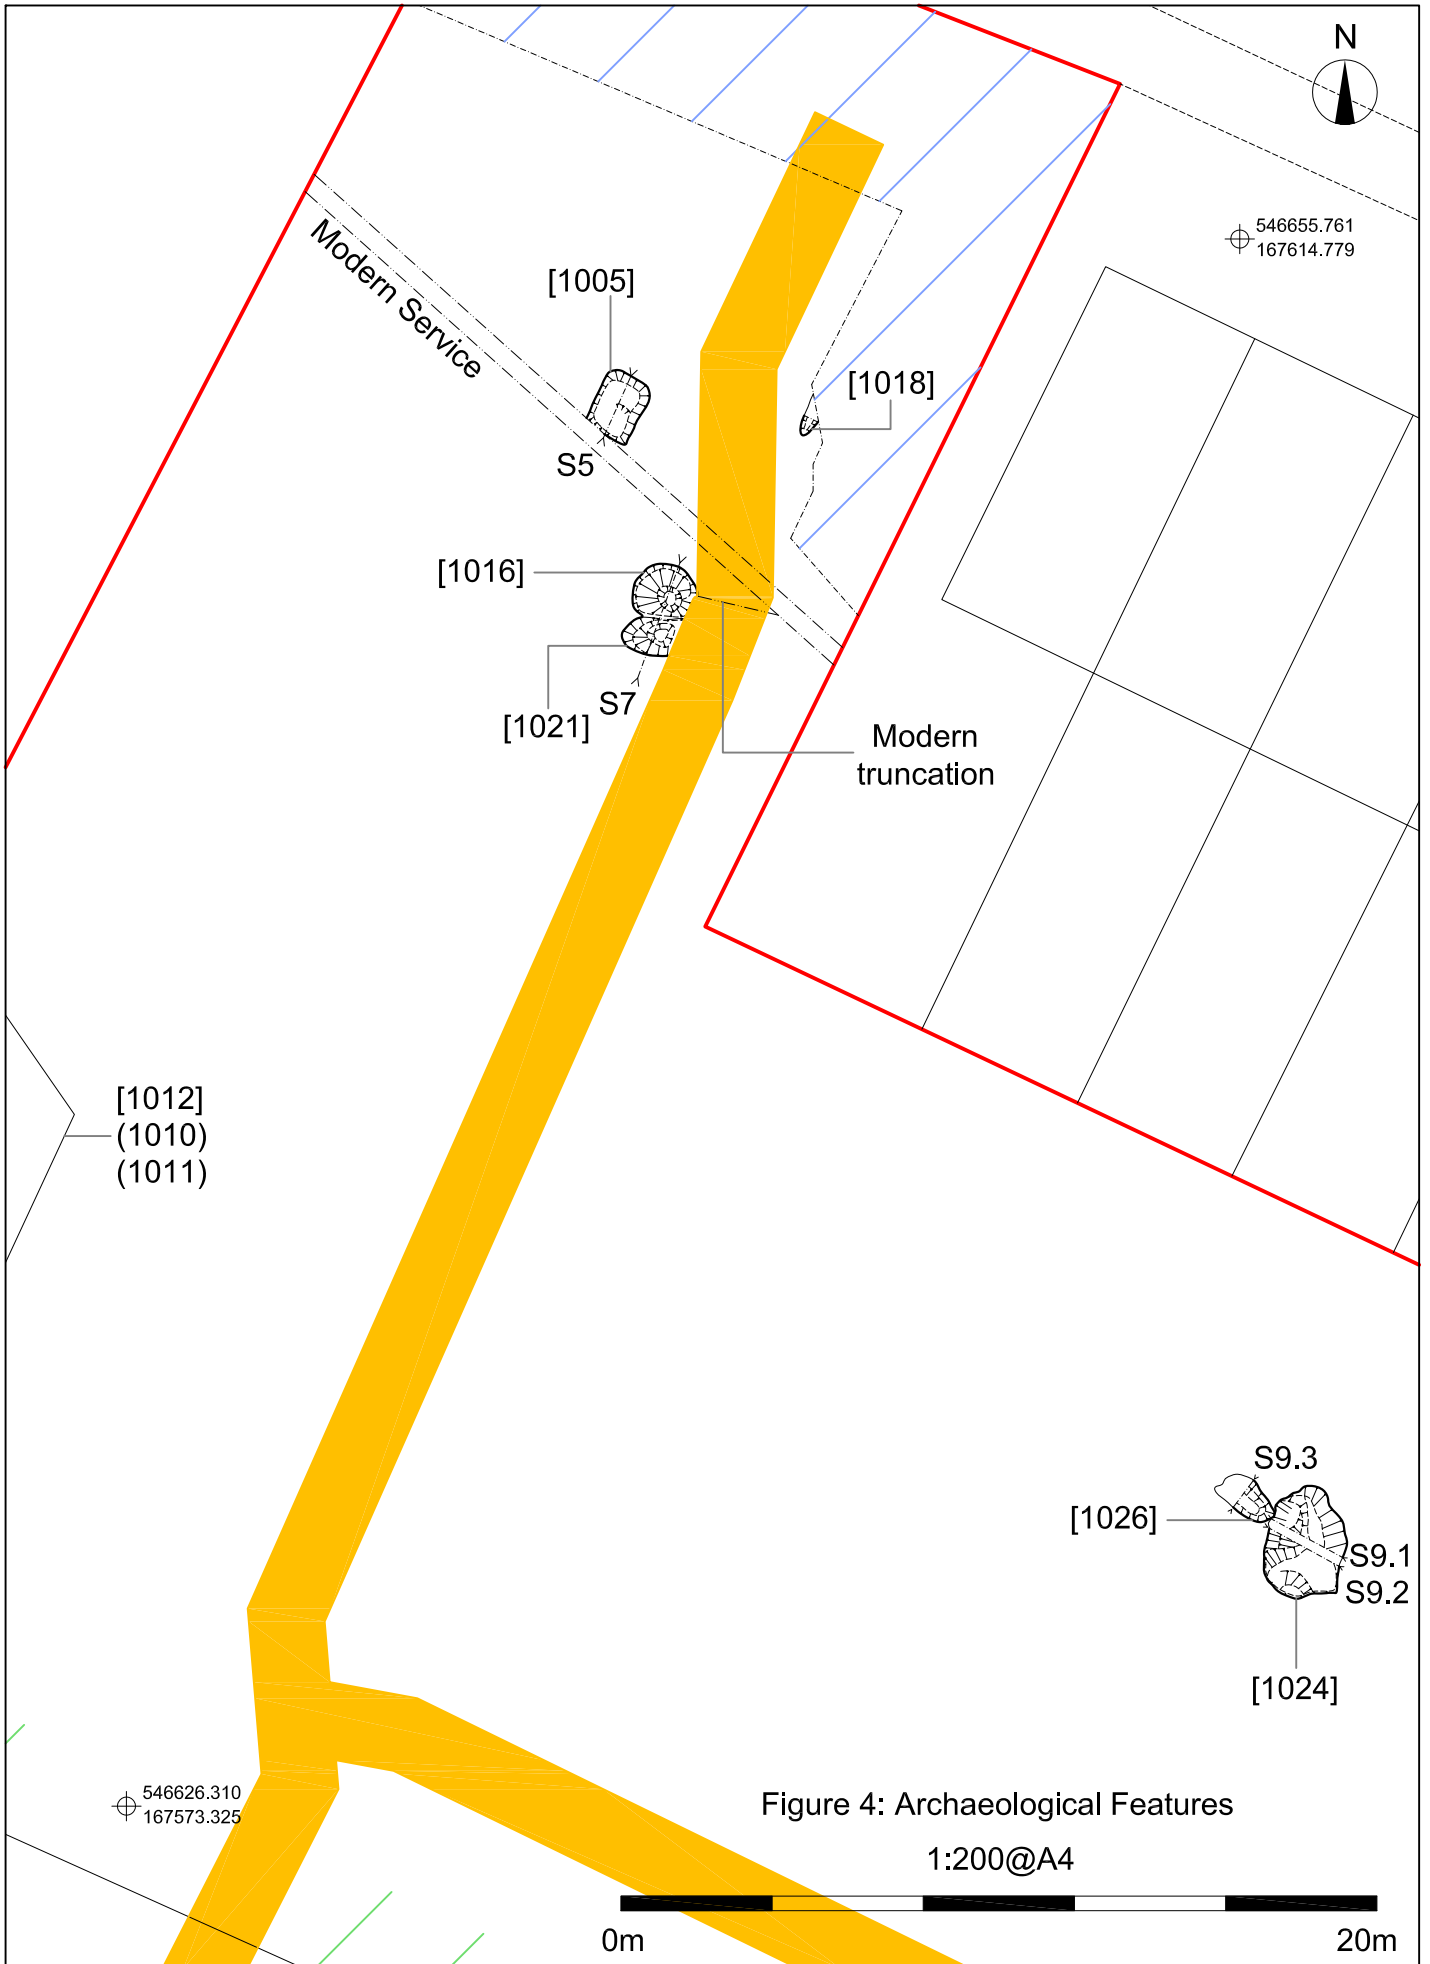 N
546655.761
167614.779
Modern Service
[1005]
[1018]
S5
[1016]
S7
[1021]
Modern
truncation
[1012]
(1010)
(1011)
S9.3
[1026]
S9.1
S9.2
[1024]
546626.310
167573.325
Figure 4: Archaeological Features
1:200@A4
0m
20m